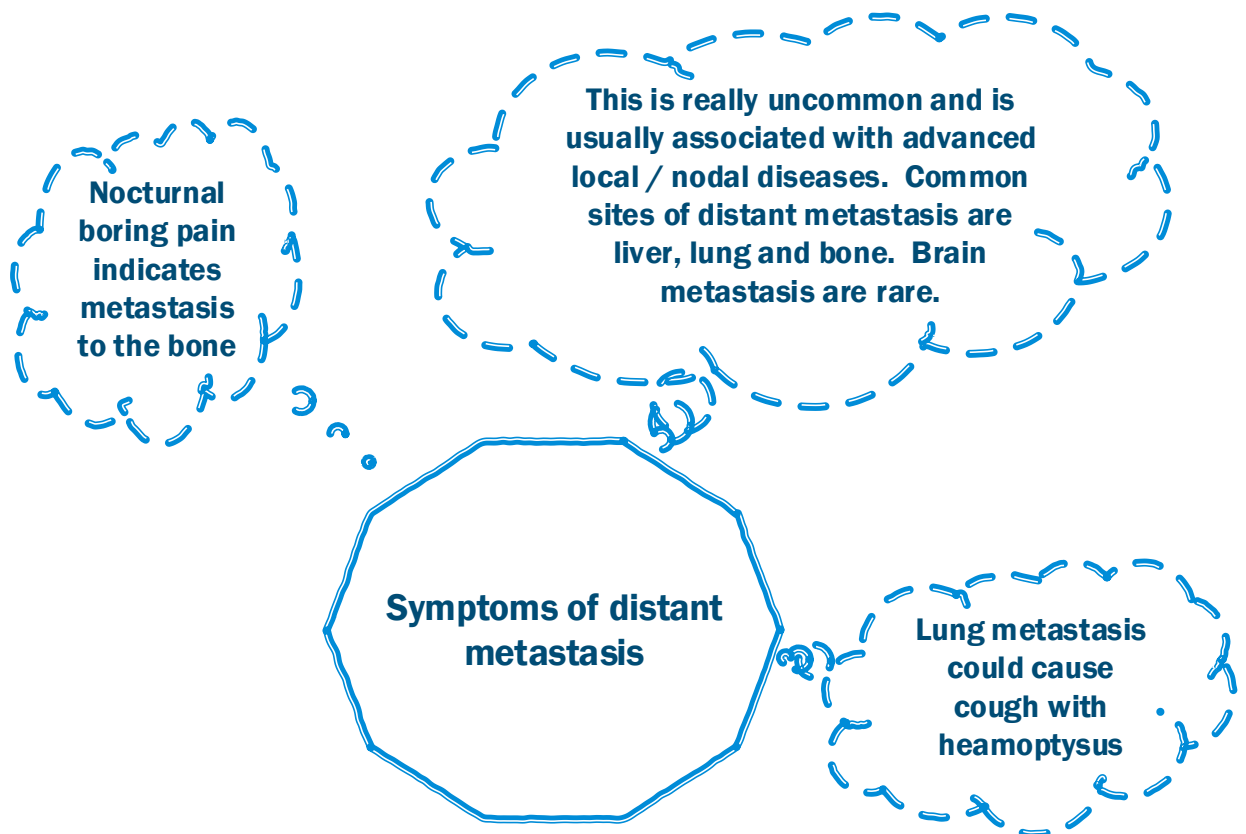 This is really uncommon and is
usually associated with advanced
local / nodal diseases.  Common
sites of distant metastasis are
liver, lung and bone.  Brain
metastasis are rare.
Nocturnal
boring pain
indicates
metastasis
to the bone
Symptoms of distant
metastasis
Lung metastasis
could cause
cough with
heamoptysus